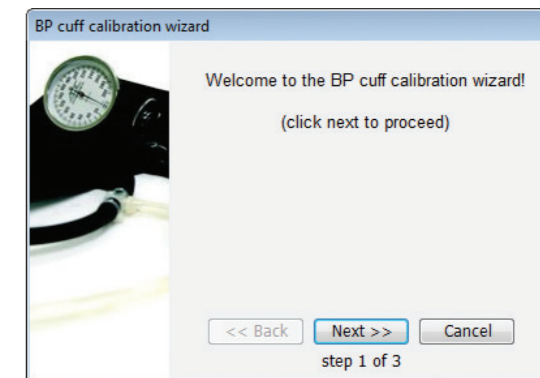 BP cuff calibration wizard
Welcome to the BP cuff calibration wizard!
(click next to proceed)
<< Back Next >> Cancel
step 1 of 3